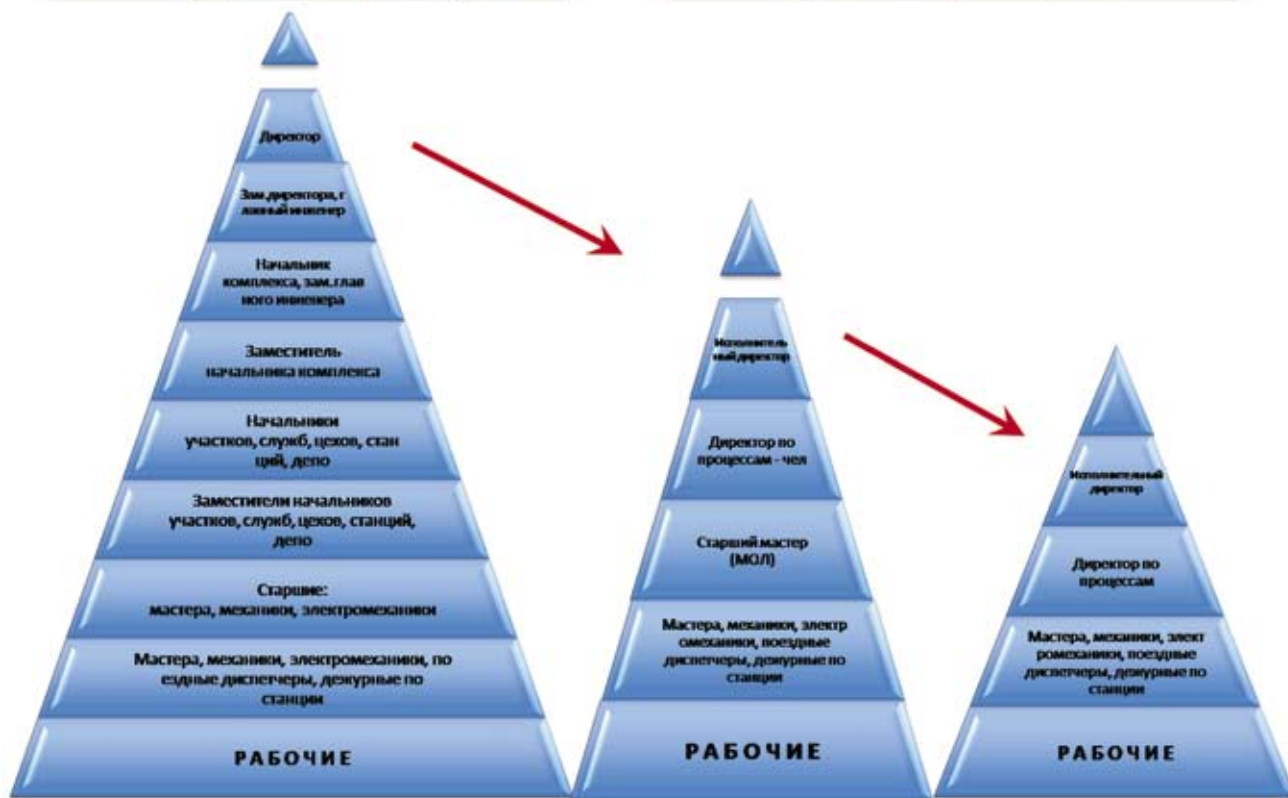 Директор
Зам.директора, г
лавный инженер
Начальник
комплекса, зам.глав
ного инженера
Заместитель
начальника комплекса
Начальники
участков, служб, цехов, стан
ций, депо
Заместители начальников
участков, служб, цехов, станций,
депо
Старшие:
мастера, механики, электромеханики
Мастера, механики, электромеханики, по
ездные диспетчеры, дежурные по
станции
РАБОЧИЕ
Исполнитель
ный директор
Директор по
процессам - чел
Старший мастер
(МОЛ)
Мастера, механики, электр
омеханики, поездные
диспетчеры, дежурные по
станции
РАБОЧИЕ
Исполнительный
директор
Директор по
процессам
Мастера, механики, элект
ромеханики, поездные
диспетчеры, дежурные по
станции
РАБОЧИЕ